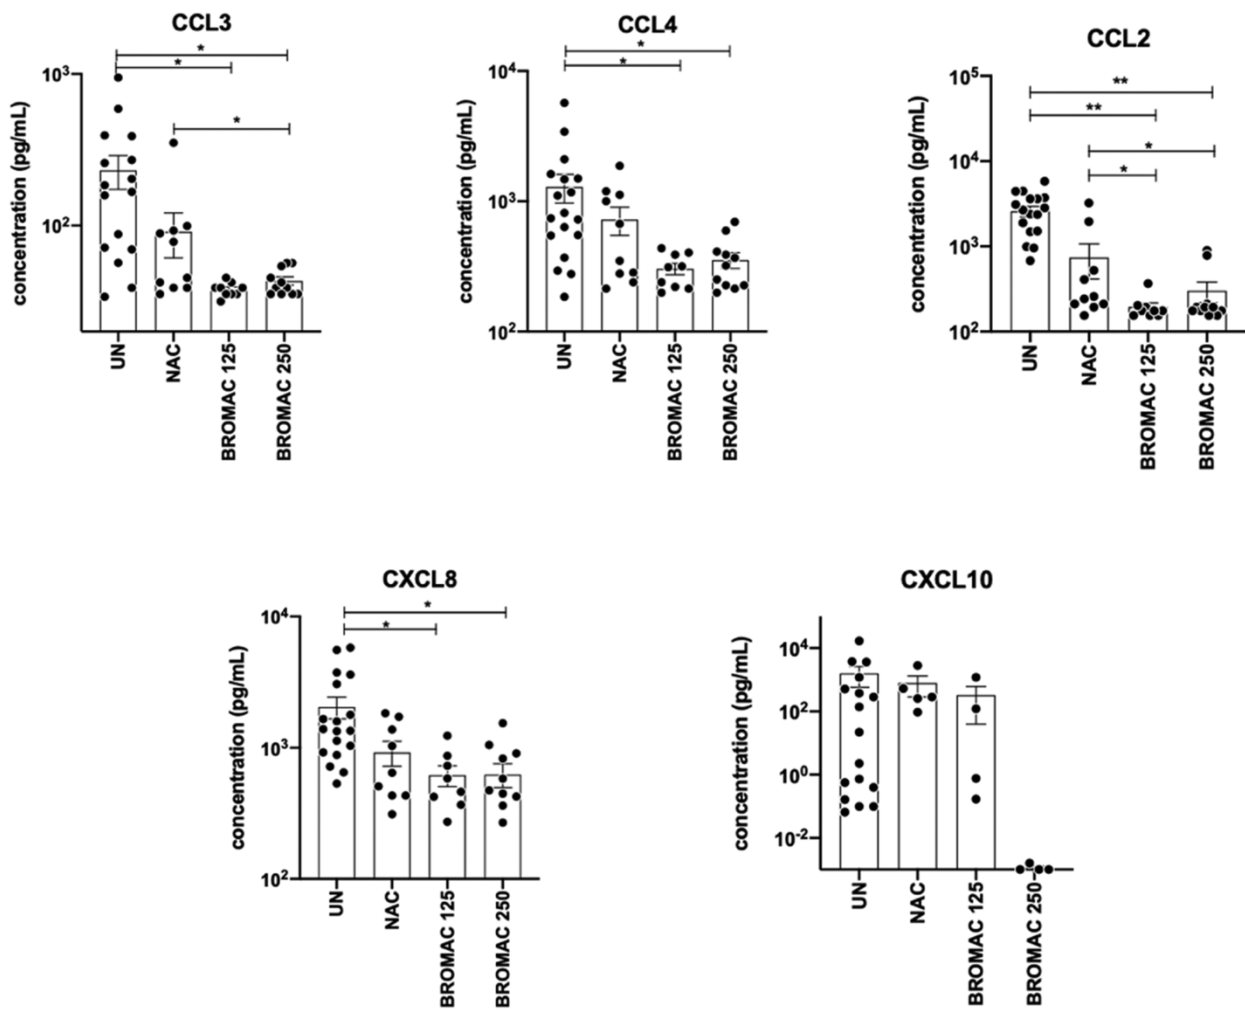 CCL3
*
*
*
10³
10²
concentration (pg/mL)
UN
NAC
BROMAC 125
BROMAC 250
CCL4
*
*
10⁴
10³
10²
concentration (pg/mL)
UN
NAC
BROMAC 125
BROMAC 250
CCL2
**
**
*
*
10⁵
10⁴
10³
10²
concentration (pg/mL)
UN
NAC
BROMAC 125
BROMAC 250
CXCL8
*
*
10⁴
10³
10²
concentration (pg/mL)
UN
NAC
BROMAC 125
BROMAC 250
CXCL10
10⁴
10²
10⁰
10⁻²
concentration (pg/mL)
UN
NAC
BROMAC 125
BROMAC 250